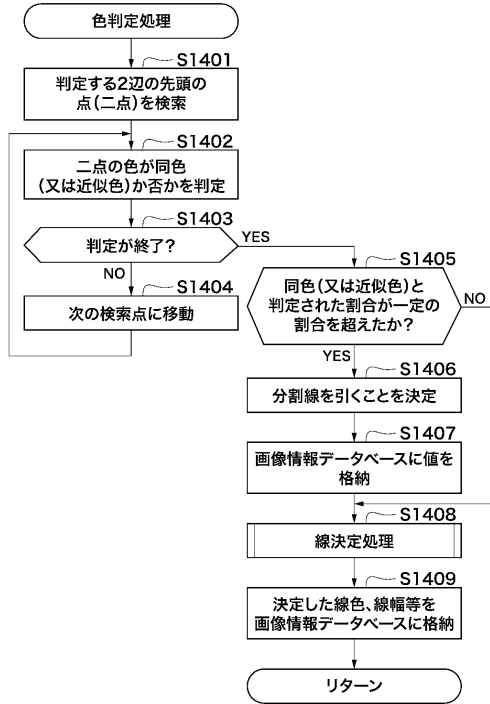 色判定処理
S1401
判定する2辺の先頭の
点（二点）を検索
S1402
二点の色が同色
（又は近似色）か否かを判定
S1403
判定が終了？
YES
NO
S1404
次の検索点に移動
S1405
同色（又は近似色）と
判定された割合が一定の
割合を超えたか？
NO
YES
S1406
分割線を引くことを決定
S1407
画像情報データベースに値を
格納
S1408
線決定処理
S1409
決定した線色、線幅等を
画像情報データベースに格納
リターン